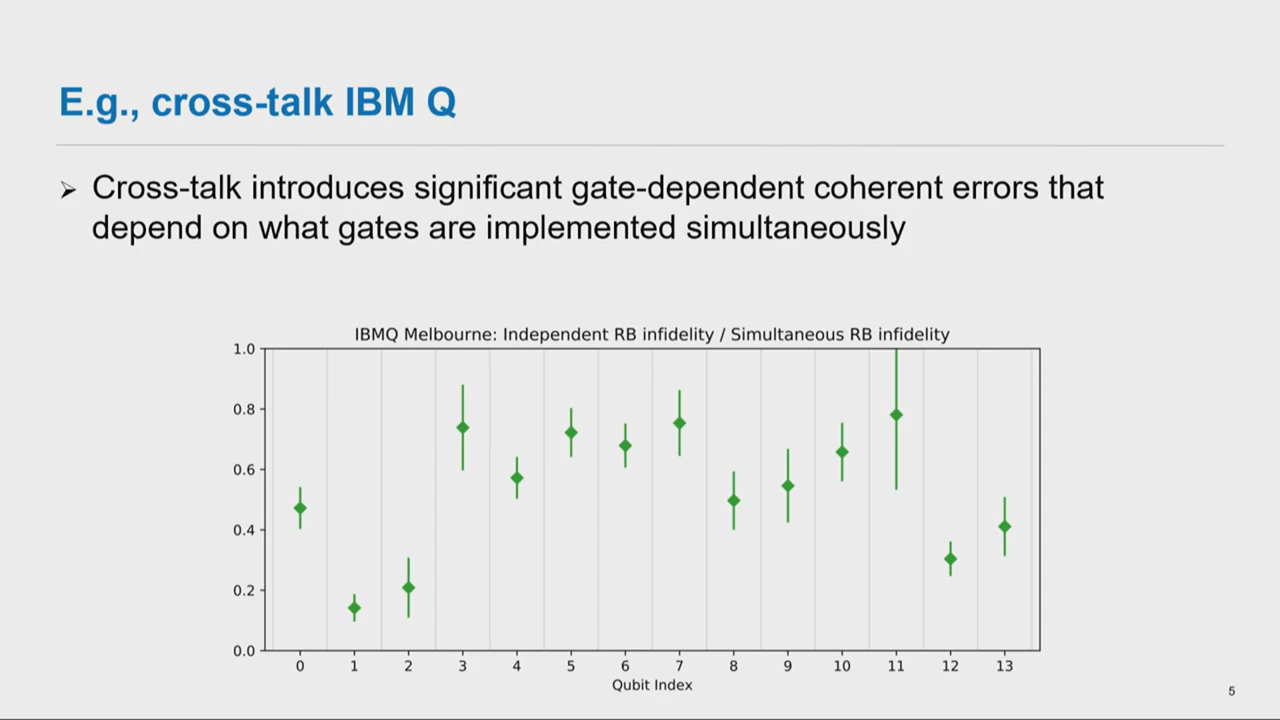 E.g., cross-talk IBM Q
➢ Cross-talk introduces significant gate-dependent coherent errors that
depend on what gates are implemented simultaneously
IBMQ Melbourne: Independent RB infidelity / Simultaneous RB infidelity
1.0
0.8
0.6
0.4
0.2
0.0
0 1 2 3 4 5 6 7 8 9 10 11 12 13
Qubit Index
5